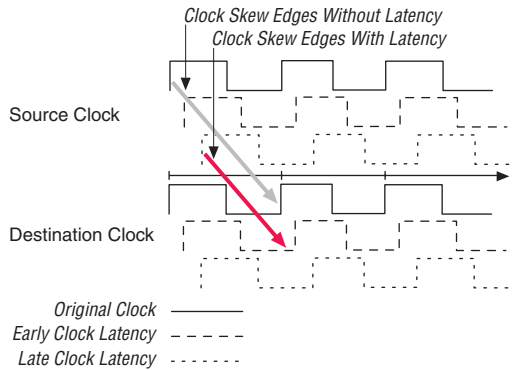 Clock Skew Edges Without Latency
Clock Skew Edges With Latency
Source Clock
Destination Clock
Original Clock
Early Clock Latency
Late Clock Latency